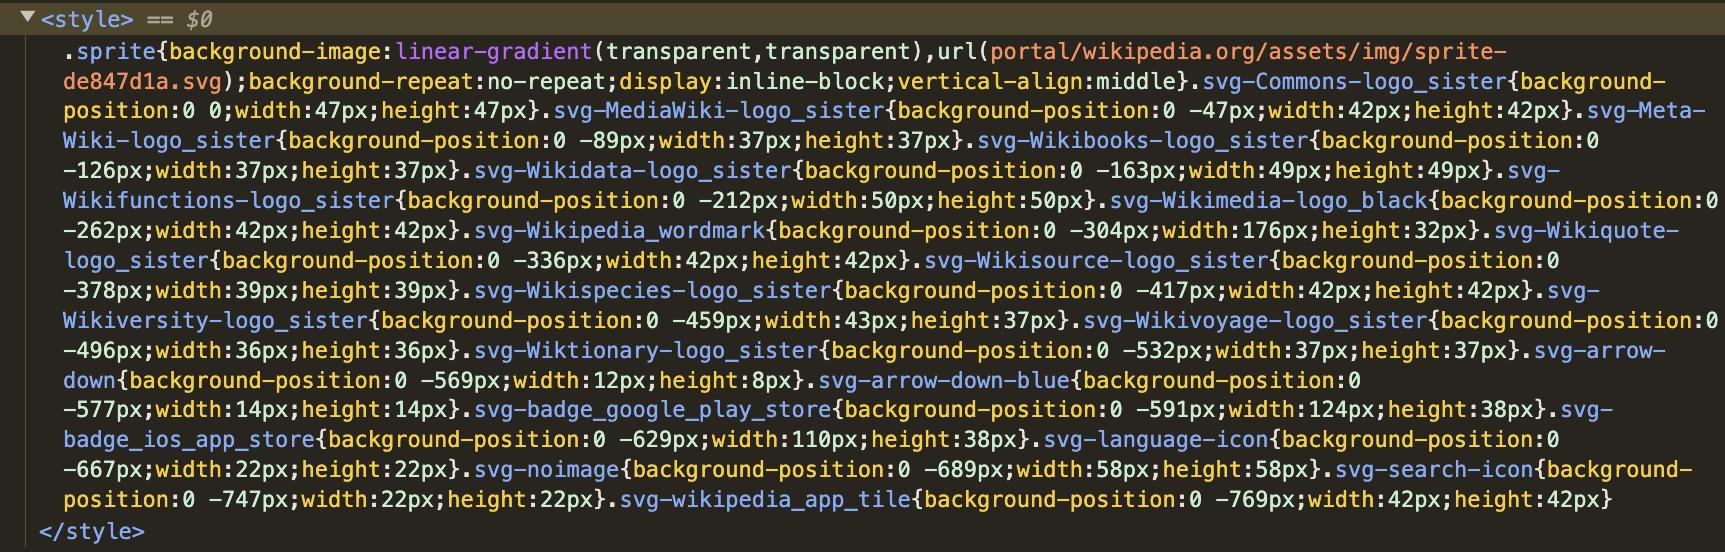 ▼<style> == $0
.sprite{background-image:linear-gradient(transparent,transparent),url(portal/wikipedia.org/assets/img/sprite-
de847d1a.svg);background-repeat:no-repeat;display:inline-block;vertical-align:middle}.svg-Commons-logo_sister{background-
position:0 0;width:47px;height:47px}.svg-MediaWiki-logo_sister{background-position:0 -47px;width:42px;height:42px}.svg-Meta-
Wiki-logo_sister{background-position:0 -89px;width:37px;height:37px}.svg-Wikibooks-logo_sister{background-position:0
-126px;width:37px;height:37px}.svg-Wikidata-logo_sister{background-position:0 -163px;width:49px;height:49px}.svg-
Wikifunctions-logo_sister{background-position:0 -212px;width:50px;height:50px}.svg-Wikimedia-logo_black{background-position:0
-262px;width:42px;height:42px}.svg-Wikipedia_wordmark{background-position:0 -304px;width:176px;height:32px}.svg-Wikiquote-
logo_sister{background-position:0 -336px;width:42px;height:42px}.svg-Wikisource-logo_sister{background-position:0
-378px;width:39px;height:39px}.svg-Wikispecies-logo_sister{background-position:0 -417px;width:42px;height:42px}.svg-
Wikiversity-logo_sister{background-position:0 -459px;width:43px;height:37px}.svg-Wikivoyage-logo_sister{background-position:0
-496px;width:36px;height:36px}.svg-Wiktionary-logo_sister{background-position:0 -532px;width:37px;height:37px}.svg-arrow-
down{background-position:0 -569px;width:12px;height:8px}.svg-arrow-down-blue{background-position:0
-577px;width:14px;height:14px}.svg-badge_google_play_store{background-position:0 -591px;width:124px;height:38px}.svg-
badge_ios_app_store{background-position:0 -629px;width:110px;height:38px}.svg-language-icon{background-position:0
-667px;width:22px;height:22px}.svg-noimage{background-position:0 -689px;width:58px;height:58px}.svg-search-icon{background-
position:0 -747px;width:22px;height:22px}.svg-wikipedia_app_tile{background-position:0 -769px;width:42px;height:42px}
</style>